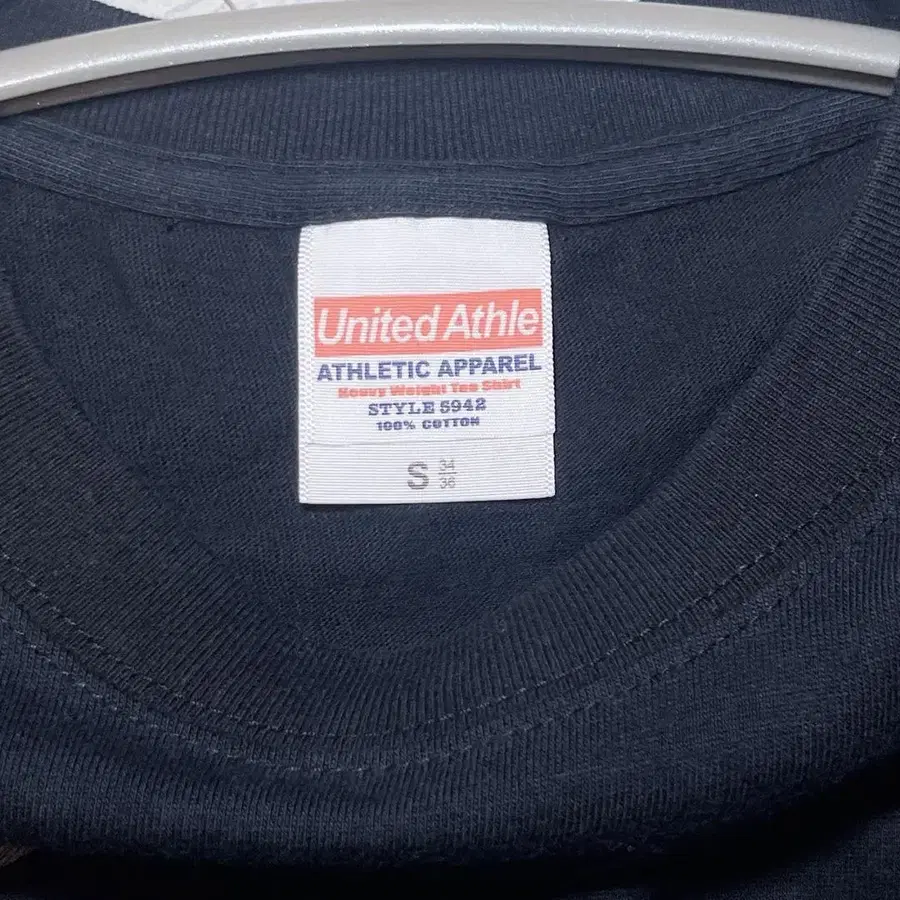 United Athle
ATHLETIC APPAREL
Heavy Weight Tee Shirt
STYLE 5942
100% COTTON
S 34/36